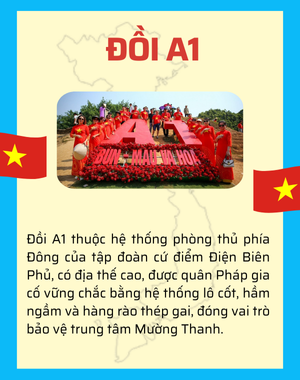 ĐỒI A1
A1
Đồi A1 thuộc hệ thống phòng thủ phía
Đông của tập đoàn cứ điểm Điện Biên
Phủ, có địa thế cao, được quân Pháp gia
cố vững chắc bằng hệ thống lô cốt, hầm
ngầm và hàng rào thép gai, đóng vai trò
bảo vệ trung tâm Mường Thanh.